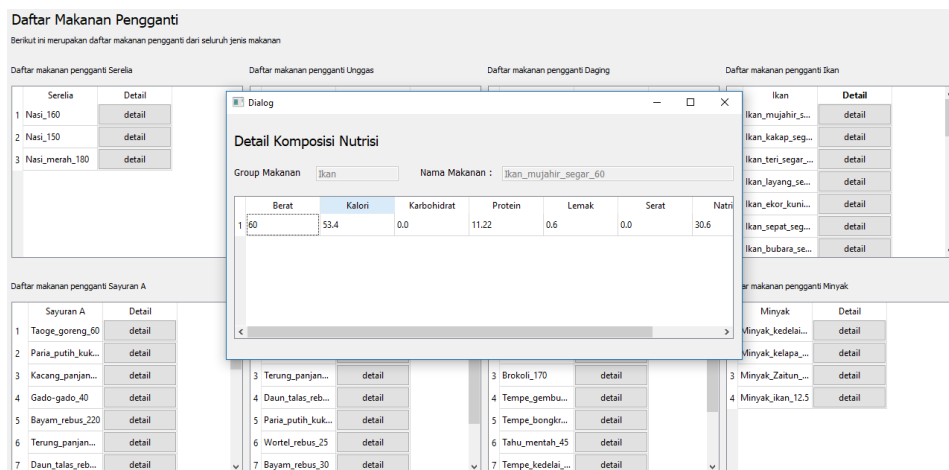 Daftar Makanan Pengganti
Berikut ini merupakan daftar makanan pengganti dari seluruh jenis makanan
Daftar makanan pengganti Serelia
Daftar makanan pengganti Unggas
Daftar makanan pengganti Daging
Daftar makanan pengganti Ikan
Serelia Detail
1 Nasi_160 detail
2 Nasi_150 detail
3 Nasi_merah_180 detail
Ikan Detail
Ikan_mujahir_s... detail
Ikan_kakap_seg... detail
Ikan_teri_segar_... detail
Ikan_layang_se... detail
Ikan_ekor_kuni... detail
Ikan_sepat_seg... detail
Ikan_bubara_se... detail
Dialog
Detail Komposisi Nutrisi
Group Makanan Ikan Nama Makanan : Ikan_mujahir_segar_60
Berat Kalori Karbohidrat Protein Lemak Serat Natri
1 60 53.4 0.0 11.22 0.6 0.0 30.6
Daftar makanan pengganti Sayuran A
makanan pengganti Minyak
Sayuran A Detail
1 Taoge_goreng_60 detail
2 Paria_putih_kuk... detail
3 Kacang_panjan... detail
4 Gado-gado_40 detail
5 Bayam_rebus_220 detail
6 Terung_panjan... detail
7 Daun_talas_reb... detail
3 Terung_panjan... detail
4 Daun_talas_reb... detail
5 Paria_putih_kuk... detail
6 Wortel_rebus_25 detail
7 Bayam_rebus_30 detail
3 Brokoli_170 detail
4 Tempe_gembu... detail
5 Tempe_bongkr... detail
6 Tahu_mentah_45 detail
7 Tempe_kedelai_... detail
Minyak Detail
Minyak_kedelai... detail
Minyak_kelapa_... detail
3 Minyak_Zaitun_... detail
4 Minyak_ikan_12.5 detail